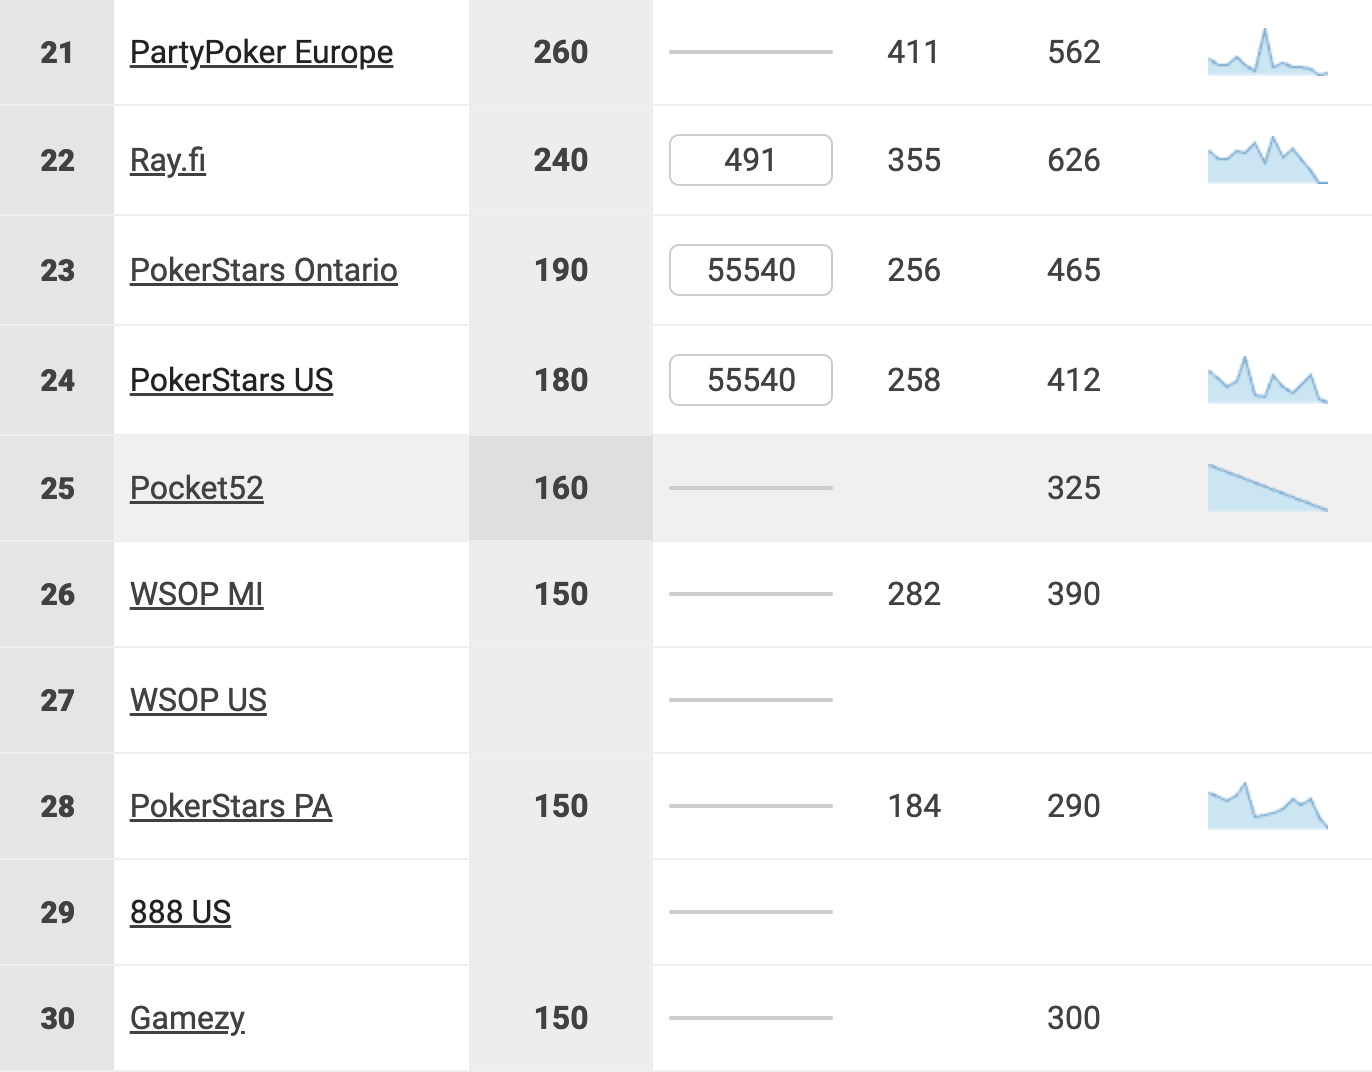 21 PartyPoker Europe 260 411 562
22 Ray.fi 240 491 355 626
23 PokerStars Ontario 190 55540 256 465
24 PokerStars US 180 55540 258 412
25 Pocket52 160 325
26 WSOP MI 150 282 390
27 WSOP US
28 PokerStars PA 150 184 290
29 888 US
30 Gamezy 150 300